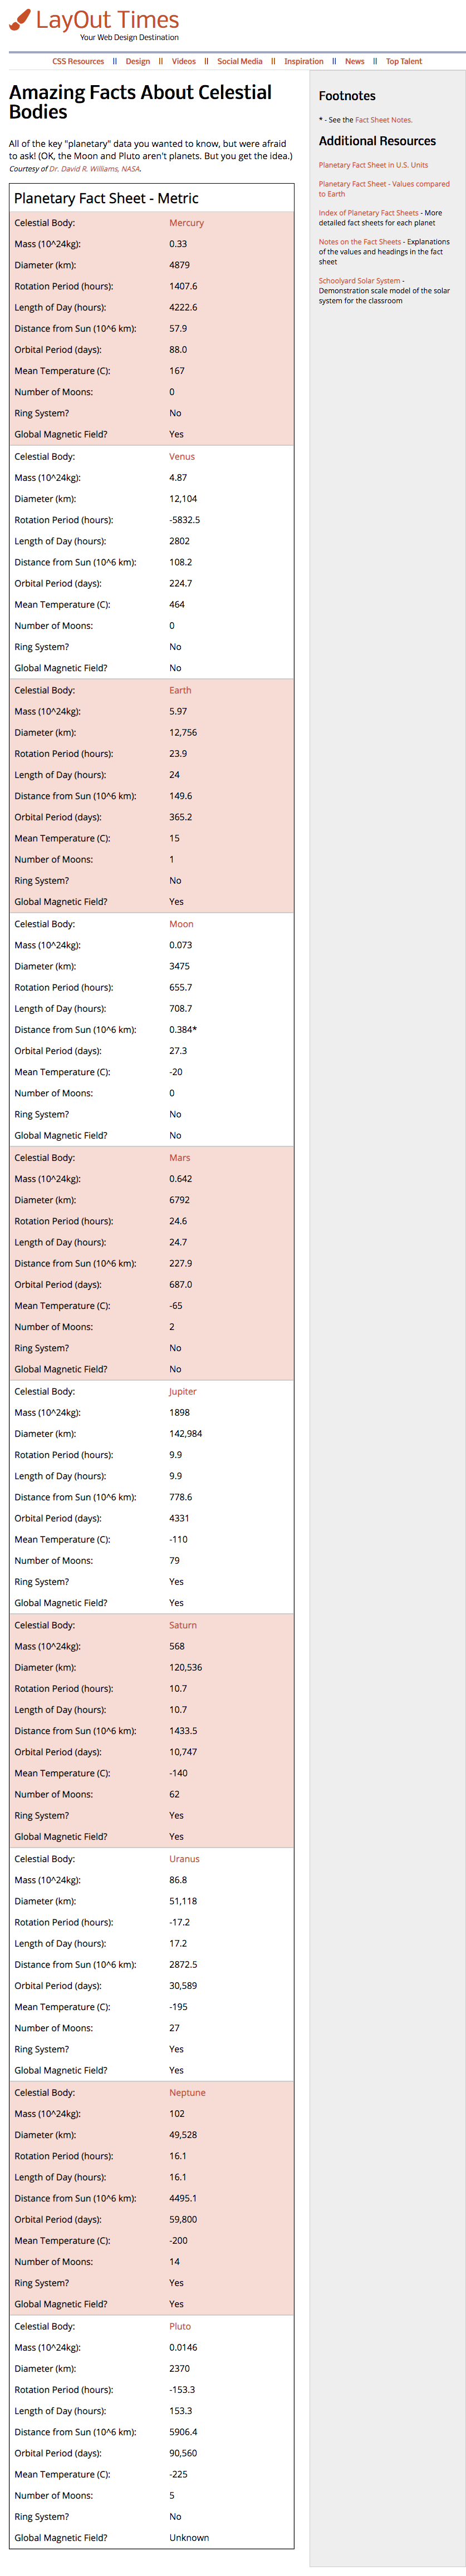 LayOut Times
Your Web Design Destination
CSS Resources || Design || Videos || Social Media || Inspiration || News || Top Talent
Amazing Facts About Celestial
Bodies
All of the key "planetary" data you wanted to know, but were afraid
to ask! (OK, the Moon and Pluto aren't planets. But you get the idea.)
Courtesy of Dr. David R. Williams, NASA.
Planetary Fact Sheet - Metric
Celestial Body: Mercury
Mass (10^24kg): 0.33
Diameter (km): 4879
Rotation Period (hours): 1407.6
Length of Day (hours): 4222.6
Distance from Sun (10^6 km): 57.9
Orbital Period (days): 88.0
Mean Temperature (C): 167
Number of Moons: 0
Ring System? No
Global Magnetic Field? Yes
Celestial Body: Venus
Mass (10^24kg): 4.87
Diameter (km): 12,104
Rotation Period (hours): -5832.5
Length of Day (hours): 2802
Distance from Sun (10^6 km): 108.2
Orbital Period (days): 224.7
Mean Temperature (C): 464
Number of Moons: 0
Ring System? No
Global Magnetic Field? No
Celestial Body: Earth
Mass (10^24kg): 5.97
Diameter (km): 12,756
Rotation Period (hours): 23.9
Length of Day (hours): 24
Distance from Sun (10^6 km): 149.6
Orbital Period (days): 365.2
Mean Temperature (C): 15
Number of Moons: 1
Ring System? No
Global Magnetic Field? Yes
Celestial Body: Moon
Mass (10^24kg): 0.073
Diameter (km): 3475
Rotation Period (hours): 655.7
Length of Day (hours): 708.7
Distance from Sun (10^6 km): 0.384*
Orbital Period (days): 27.3
Mean Temperature (C): -20
Number of Moons: 0
Ring System? No
Global Magnetic Field? No
Celestial Body: Mars
Mass (10^24kg): 0.642
Diameter (km): 6792
Rotation Period (hours): 24.6
Length of Day (hours): 24.7
Distance from Sun (10^6 km): 227.9
Orbital Period (days): 687.0
Mean Temperature (C): -65
Number of Moons: 2
Ring System? No
Global Magnetic Field? No
Celestial Body: Jupiter
Mass (10^24kg): 1898
Diameter (km): 142,984
Rotation Period (hours): 9.9
Length of Day (hours): 9.9
Distance from Sun (10^6 km): 778.6
Orbital Period (days): 4331
Mean Temperature (C): -110
Number of Moons: 79
Ring System? Yes
Global Magnetic Field? Yes
Celestial Body: Saturn
Mass (10^24kg): 568
Diameter (km): 120,536
Rotation Period (hours): 10.7
Length of Day (hours): 10.7
Distance from Sun (10^6 km): 1433.5
Orbital Period (days): 10,747
Mean Temperature (C): -140
Number of Moons: 62
Ring System? Yes
Global Magnetic Field? Yes
Celestial Body: Uranus
Mass (10^24kg): 86.8
Diameter (km): 51,118
Rotation Period (hours): -17.2
Length of Day (hours): 17.2
Distance from Sun (10^6 km): 2872.5
Orbital Period (days): 30,589
Mean Temperature (C): -195
Number of Moons: 27
Ring System? Yes
Global Magnetic Field? Yes
Celestial Body: Neptune
Mass (10^24kg): 102
Diameter (km): 49,528
Rotation Period (hours): 16.1
Length of Day (hours): 16.1
Distance from Sun (10^6 km): 4495.1
Orbital Period (days): 59,800
Mean Temperature (C): -200
Number of Moons: 14
Ring System? Yes
Global Magnetic Field? Yes
Celestial Body: Pluto
Mass (10^24kg): 0.0146
Diameter (km): 2370
Rotation Period (hours): -153.3
Length of Day (hours): 153.3
Distance from Sun (10^6 km): 5906.4
Orbital Period (days): 90,560
Mean Temperature (C): -225
Number of Moons: 5
Ring System? No
Global Magnetic Field? Unknown
Footnotes
* - See the Fact Sheet Notes.
Additional Resources
Planetary Fact Sheet in U.S. Units
Planetary Fact Sheet - Values compared
to Earth
Index of Planetary Fact Sheets - More
detailed fact sheets for each planet
Notes on the Fact Sheets - Explanations
of the values and headings in the fact
sheet
Schoolyard Solar System -
Demonstration scale model of the solar
system for the classroom